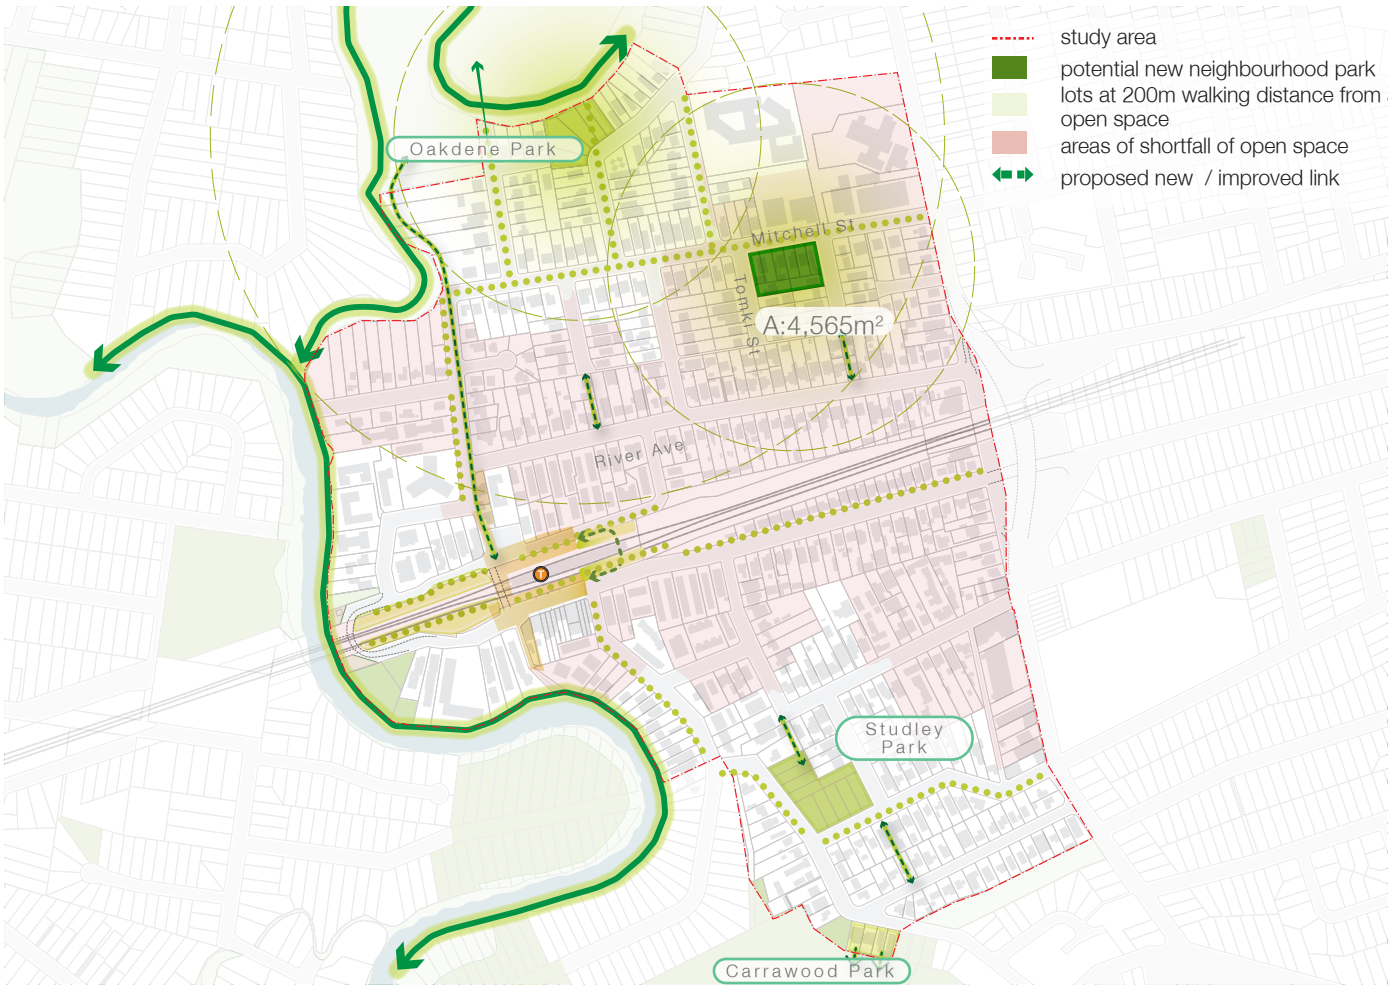 study area
potential new neighbourhood park
lots at 200m walking distance from
open space
areas of shortfall of open space
proposed new / improved link
Oakdene Park
Mitchell St
Tomki St
A:4,565m²
River Ave
T
Studley
Park
Carrawood Park